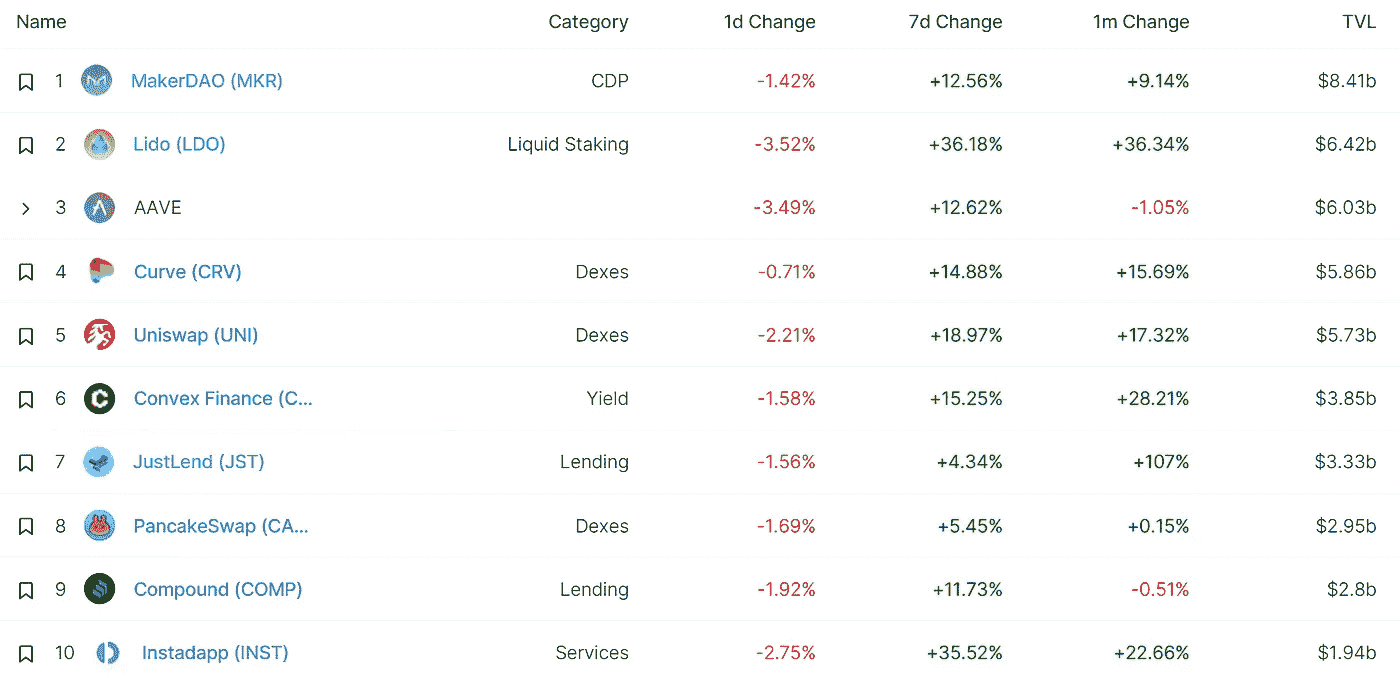 Name Category 1d Change 7d Change 1m Change TVL
1 MakerDAO (MKR) CDP -1.42% +12.56% +9.14% $8.41b
2 Lido (LDO) Liquid Staking -3.52% +36.18% +36.34% $6.42b
3 AAVE -3.49% +12.62% -1.05% $6.03b
4 Curve (CRV) Dexes -0.71% +14.88% +15.69% $5.86b
5 Uniswap (UNI) Dexes -2.21% +18.97% +17.32% $5.73b
6 Convex Finance (C... Yield -1.58% +15.25% +28.21% $3.85b
7 JustLend (JST) Lending -1.56% +4.34% +107% $3.33b
8 PancakeSwap (CA... Dexes -1.69% +5.45% +0.15% $2.95b
9 Compound (COMP) Lending -1.92% +11.73% -0.51% $2.8b
10 Instadapp (INST) Services -2.75% +35.52% +22.66% $1.94b